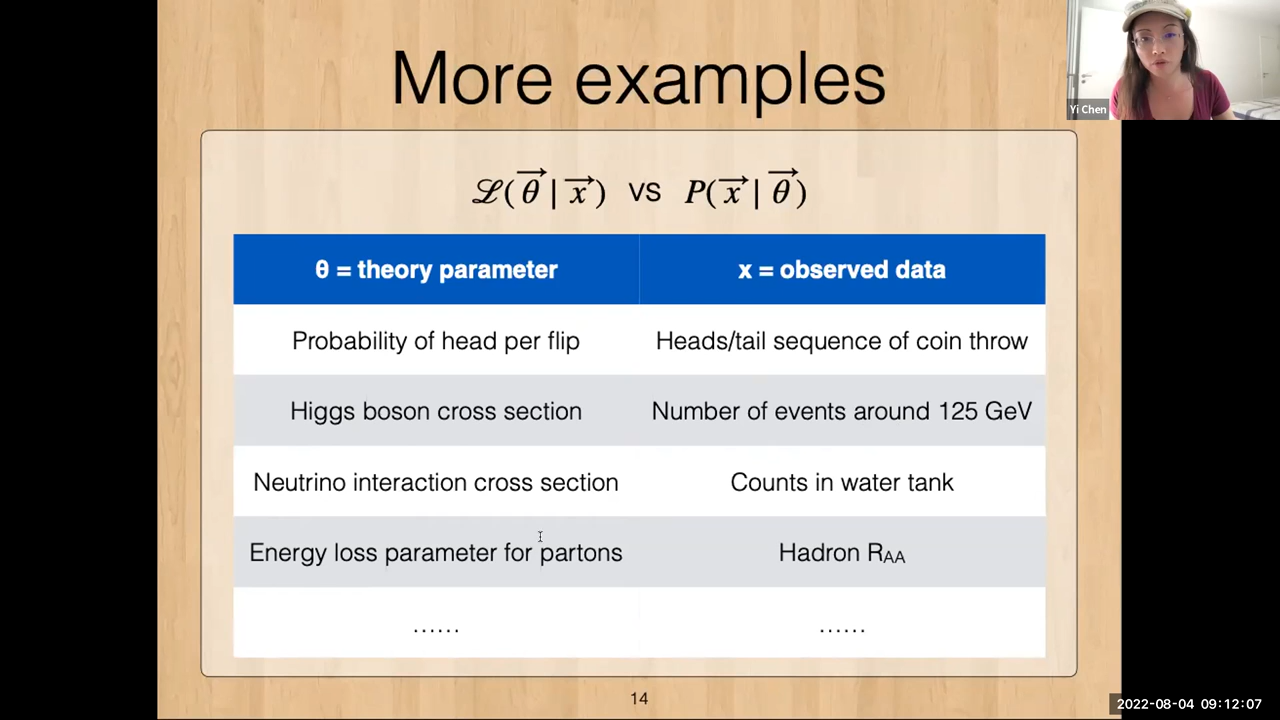 More examples
Yi Chen
ℒ(θ⃗ | x⃗) vs P(x⃗ | θ⃗)
θ = theory parameter x = observed data
Probability of head per flip Heads/tail sequence of coin throw
Higgs boson cross section Number of events around 125 GeV
Neutrino interaction cross section Counts in water tank
Energy loss parameter for partons Hadron RAA
...... ......
14
2022-08-04 09:12:07